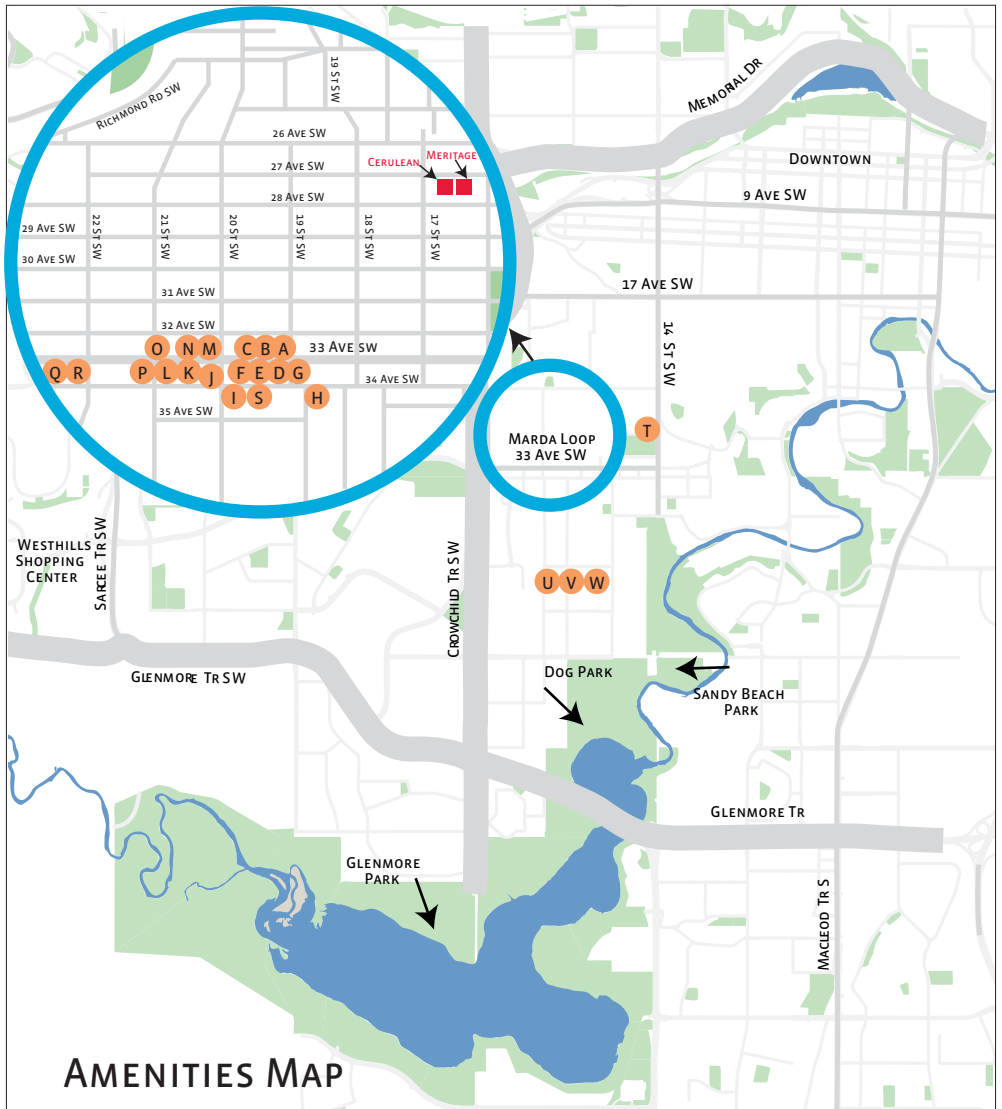 19 ST SW
RICHMOND RD SW
26 AVE SW
27 AVE SW
CERULEAN
MERITAGE
28 AVE SW
22 ST SW
21 ST SW
20 ST SW
19 ST SW
18 ST SW
17 ST SW
29 AVE SW
30 AVE SW
31 AVE SW
32 AVE SW
33 AVE SW
O
N
M
C
B
A
Q
R
P
L
K
J
F
E
D
G
34 AVE SW
I
S
H
35 AVE SW
MEMORIAL DR
DOWNTOWN
9 AVE SW
17 AVE SW
14 ST SW
MARDA LOOP
33 AVE SW
T
WESTHILLS
SHOPPING
CENTER
SARCEE TR SW
CROWCHILD TR SW
U
V
W
GLENMORE TR SW
DOG PARK
SANDY BEACH
PARK
GLENMORE TR
GLENMORE
PARK
MACLEOD TR S
AMENITIES MAP